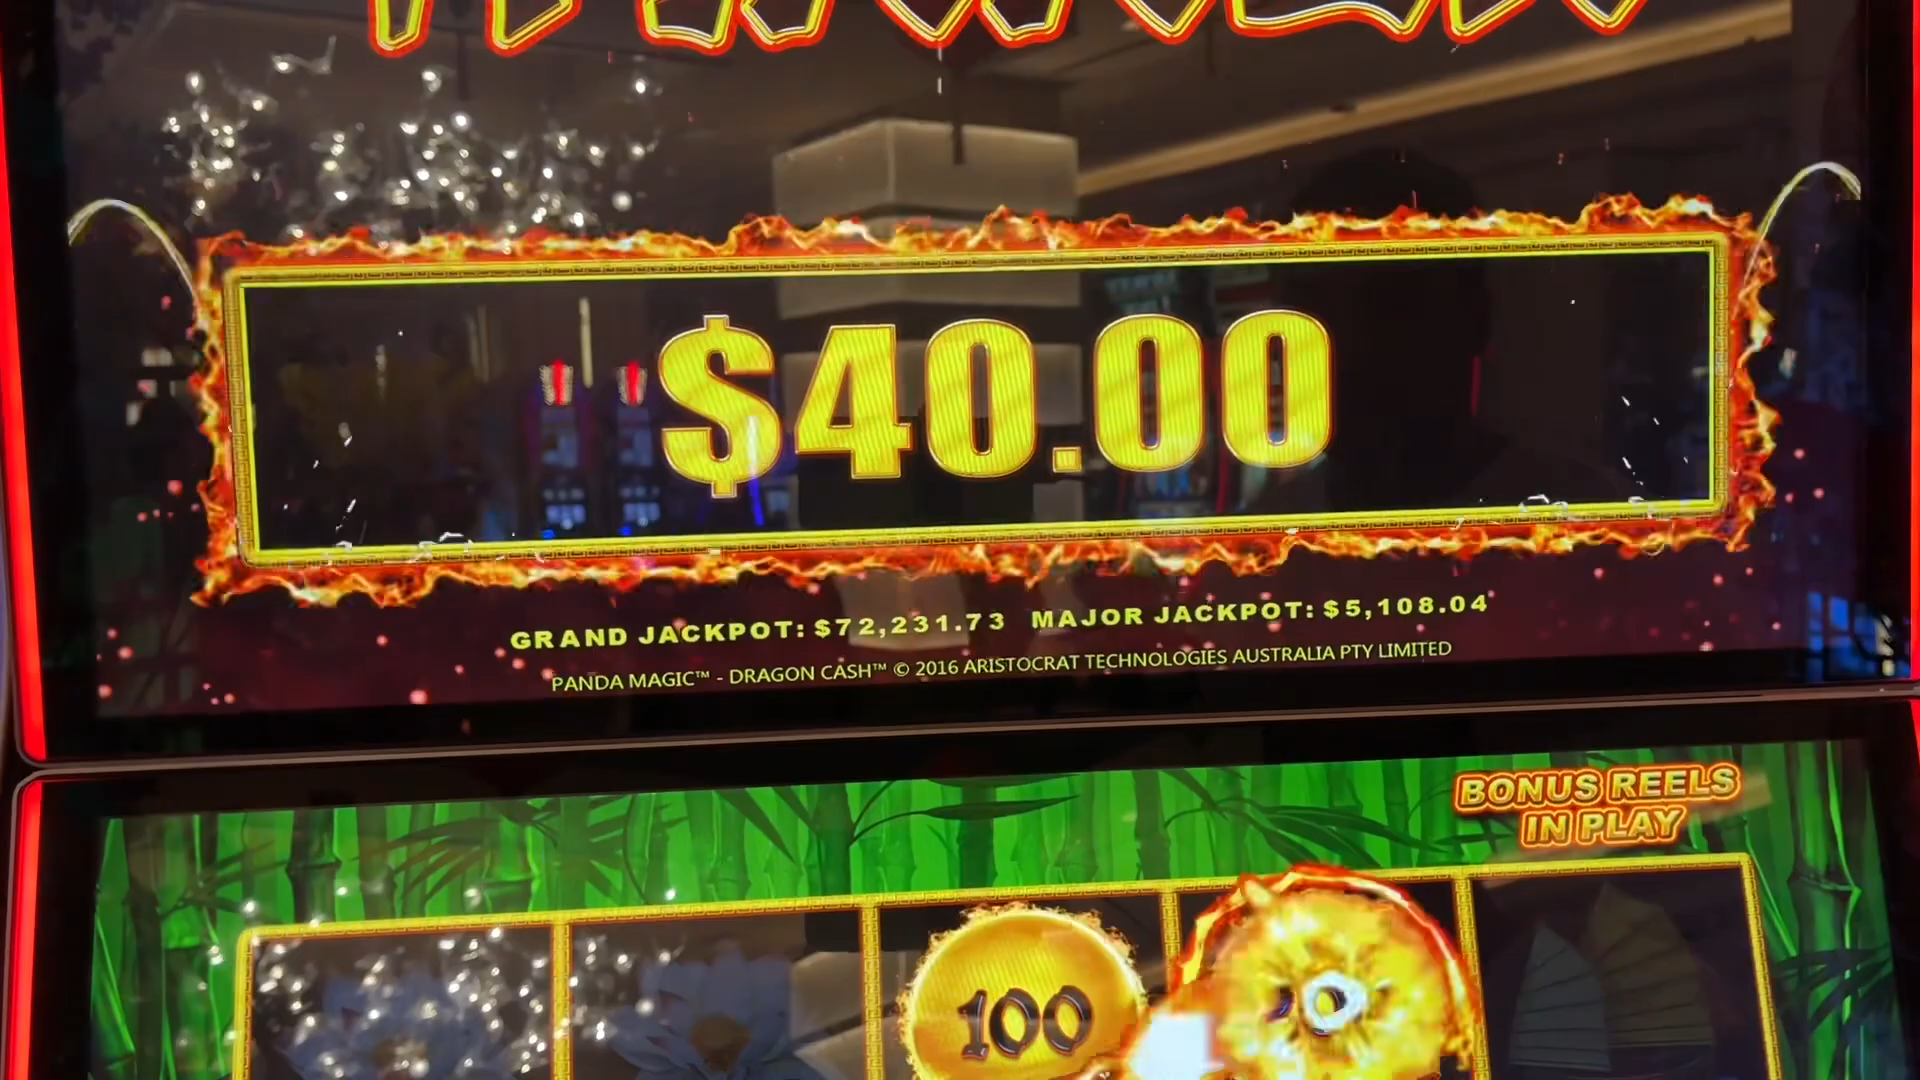 $40.00
GRAND JACKPOT: $72,231.73 MAJOR JACKPOT: $5,108.04
PANDA MAGIC™ - DRAGON CASH™ © 2016 ARISTOCRAT TECHNOLOGIES AUSTRALIA PTY LIMITED
BONUS REELS
IN PLAY
100